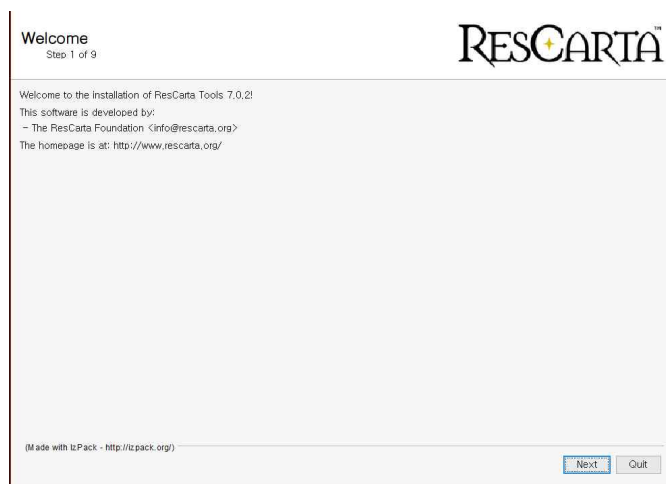 Welcome
Step 1 of 9
RESCARTA™
Welcome to the installation of ResCarta Tools 7.0.2!
This software is developed by:
- The ResCarta Foundation <info@rescarta.org>
The homepage is at: http://www.rescarta.org/
(Made with IzPack - http://izpack.org/)
Next
Quit